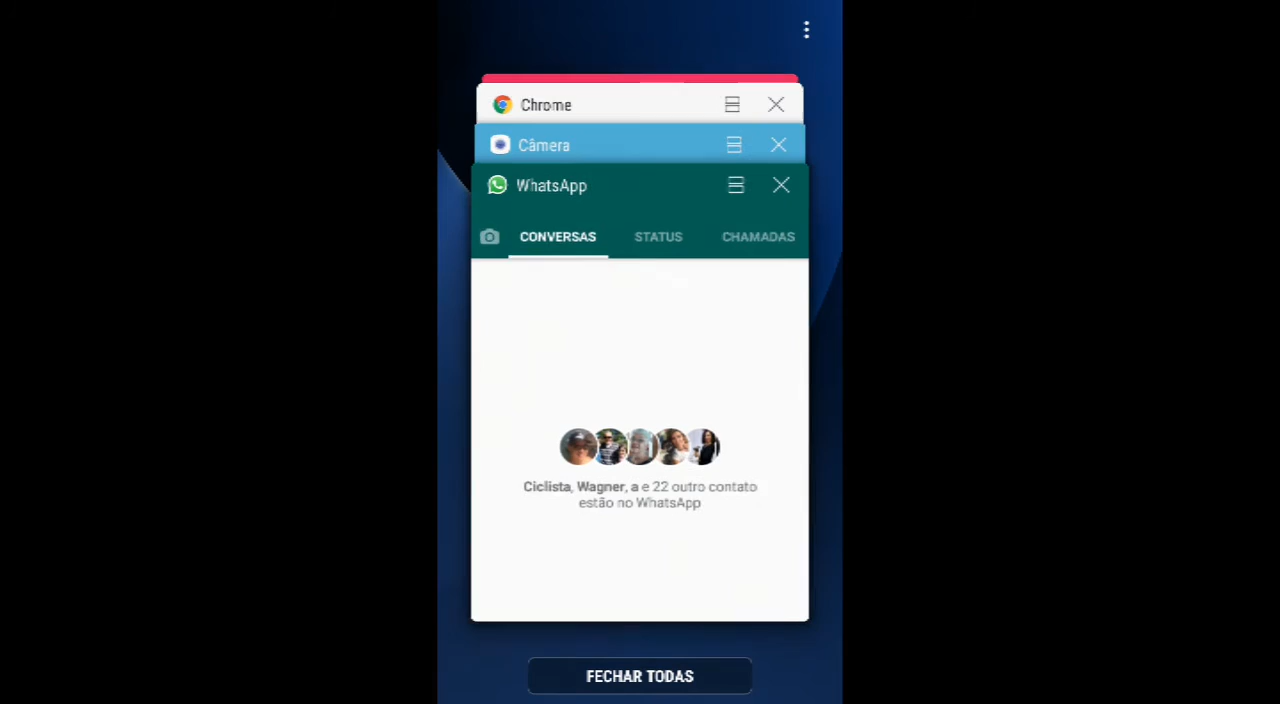 Chrome
Câmera
WhatsApp
CONVERSAS STATUS CHAMADAS
Ciclista, Wagner, a e 22 outro contato
estão no WhatsApp
FECHAR TODAS